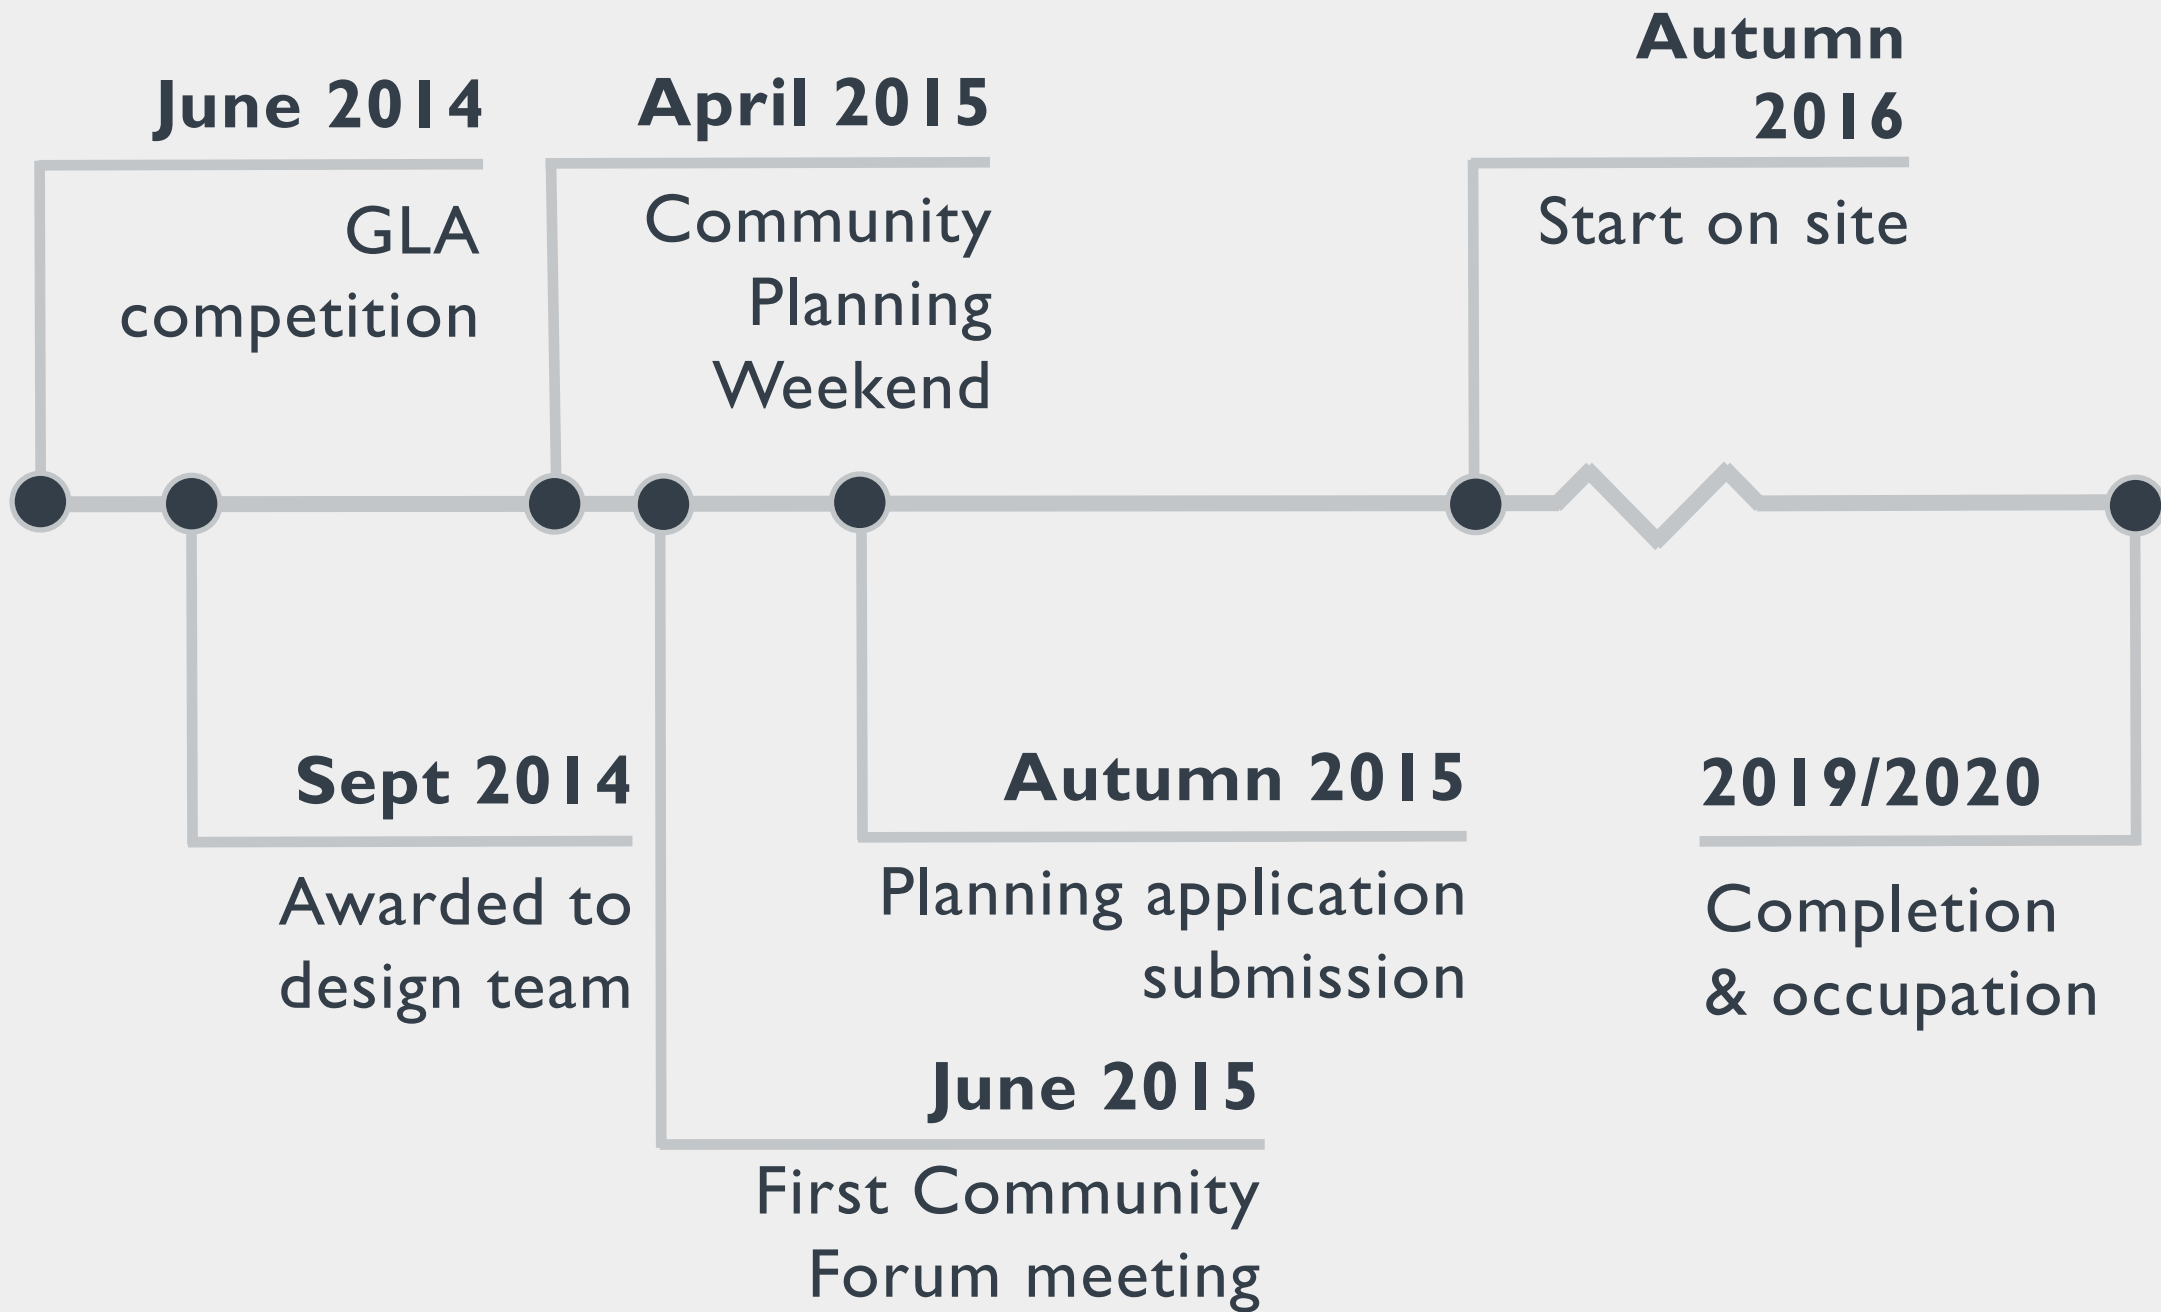 June 2014
GLA
competition
April 2015
Community
Planning
Weekend
Autumn
2016
Start on site
Sept 2014
Awarded to
design team
Autumn 2015
Planning application
submission
2019/2020
Completion
& occupation
June 2015
First Community
Forum meeting